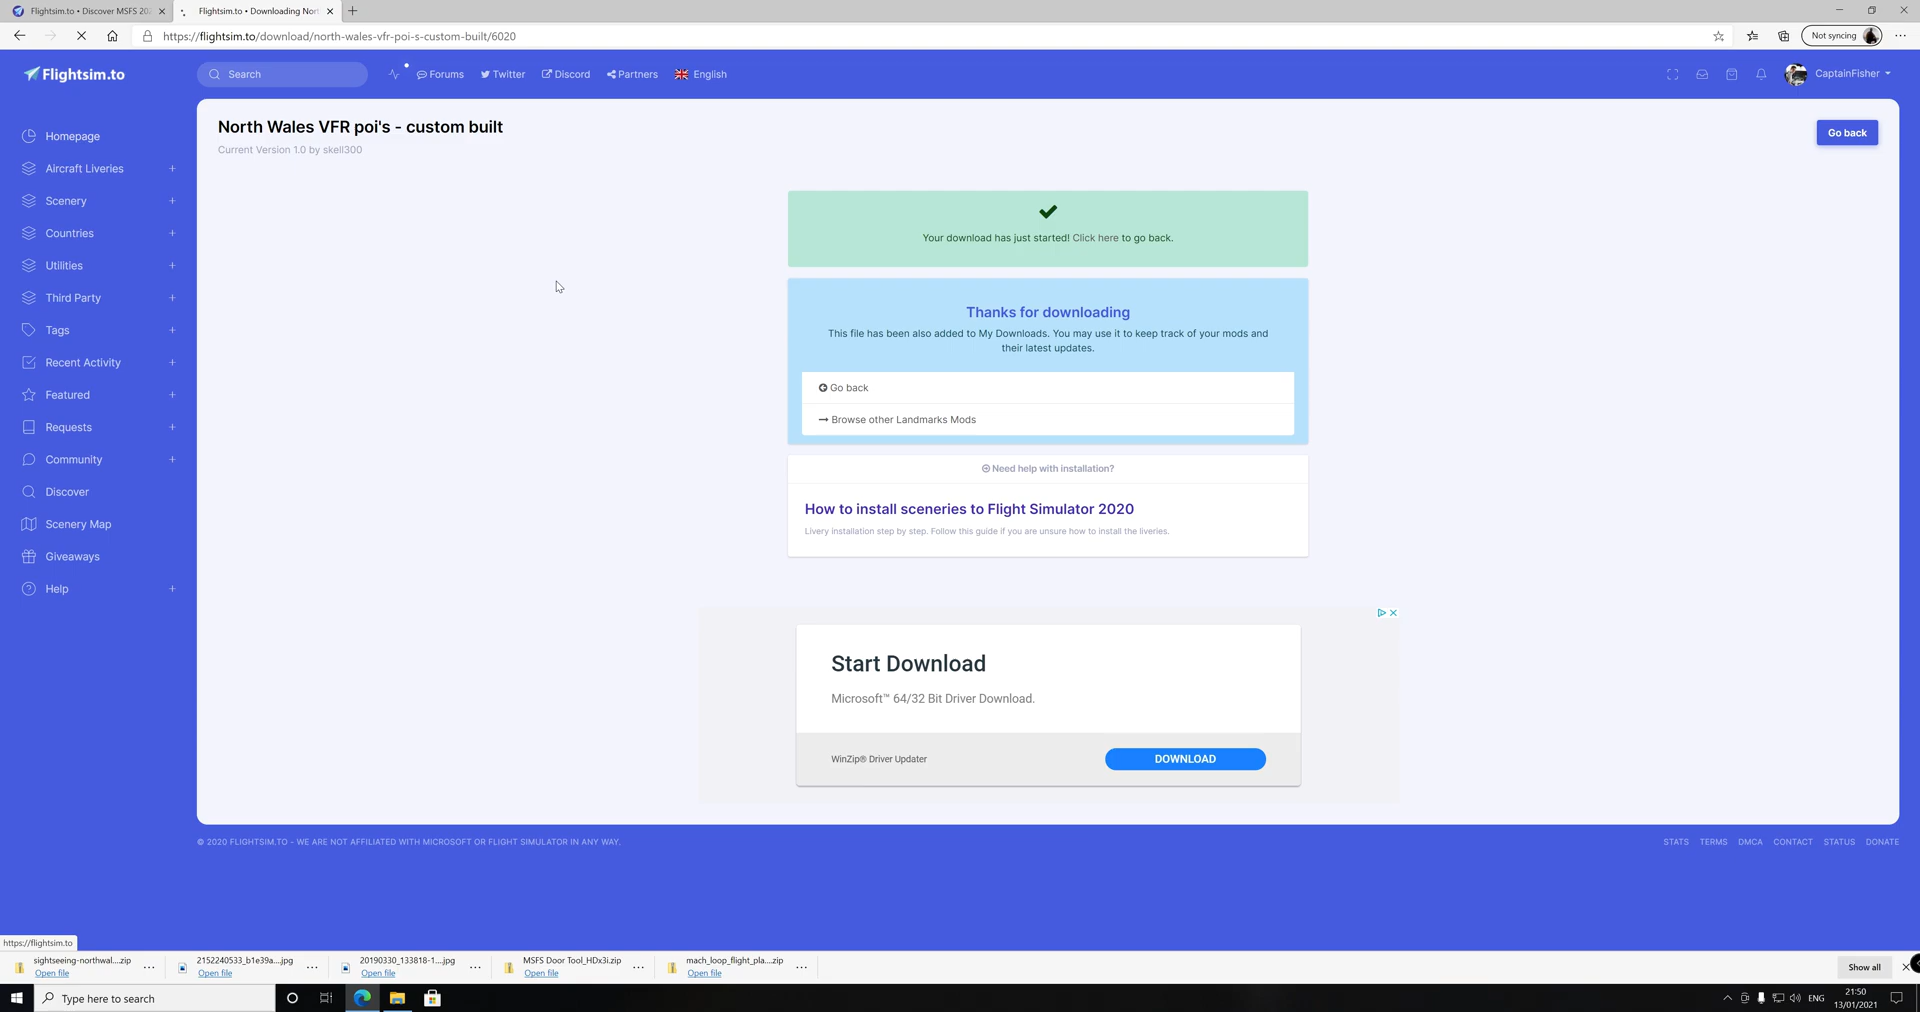 Flightsim.to • Discover MSFS 202
Flightsim.to • Downloading Nort
https://flightsim.to/download/north-wales-vfr-poi-s-custom-built/6020
Not syncing
Flightsim.to
Search
Forums
Twitter
Discord
Partners
English
CaptainFisher
Homepage
Aircraft Liveries
Scenery
Countries
Utilities
Third Party
Tags
Recent Activity
Featured
Requests
Community
Discover
Scenery Map
Giveaways
Help
North Wales VFR poi's - custom built
Current Version 1.0 by skell300
Go back
Your download has just started! Click here to go back.
Thanks for downloading
This file has been also added to My Downloads. You may use it to keep track of your mods and
their latest updates.
Go back
Browse other Landmarks Mods
Need help with installation?
How to install sceneries to Flight Simulator 2020
Livery installation step by step. Follow this guide if you are unsure how to install the liveries.
Start Download
Microsoft™ 64/32 Bit Driver Download.
WinZip® Driver Updater
DOWNLOAD
© 2020 FLIGHTSIM.TO - WE ARE NOT AFFILIATED WITH MICROSOFT OR FLIGHT SIMULATOR IN ANY WAY.
STATS TERMS DMCA CONTACT STATUS DONATE
https://flightsim.to
sightseeing-northwal....zip
Open file
2152240533_b1e39a....jpg
Open file
20190330_133818-1....jpg
Open file
MSFS Door Tool_HDx3i.zip
Open file
mach_loop_flight_pla....zip
Open file
Show all
Type here to search
ENG
21:50
13/01/2021